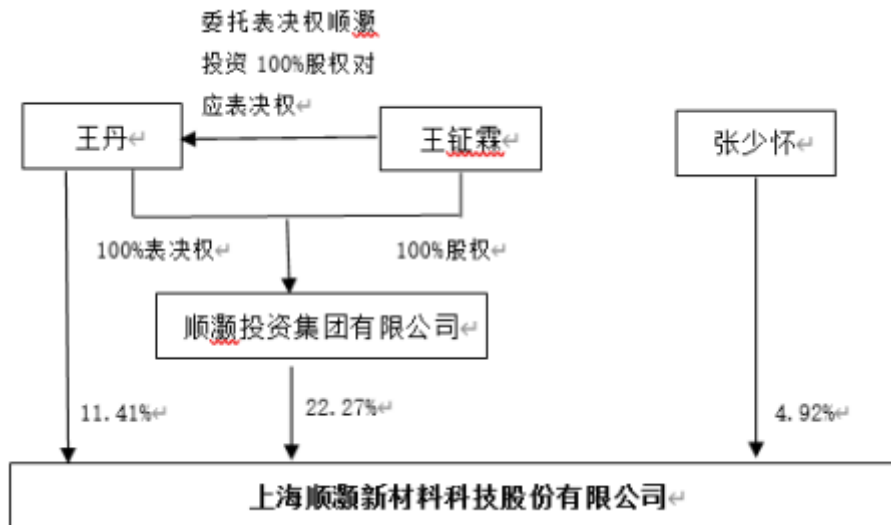 委托表决权顺灏
投资 100%股权对
应表决权↵
王丹↵
王钲霖↵
张少怀↵
100%表决权↵
100%股权↵
顺灏投资集团有限公司↵
11.41%↵
22.27%↵
4.92%↵
上海顺灏新材料科技股份有限公司↵